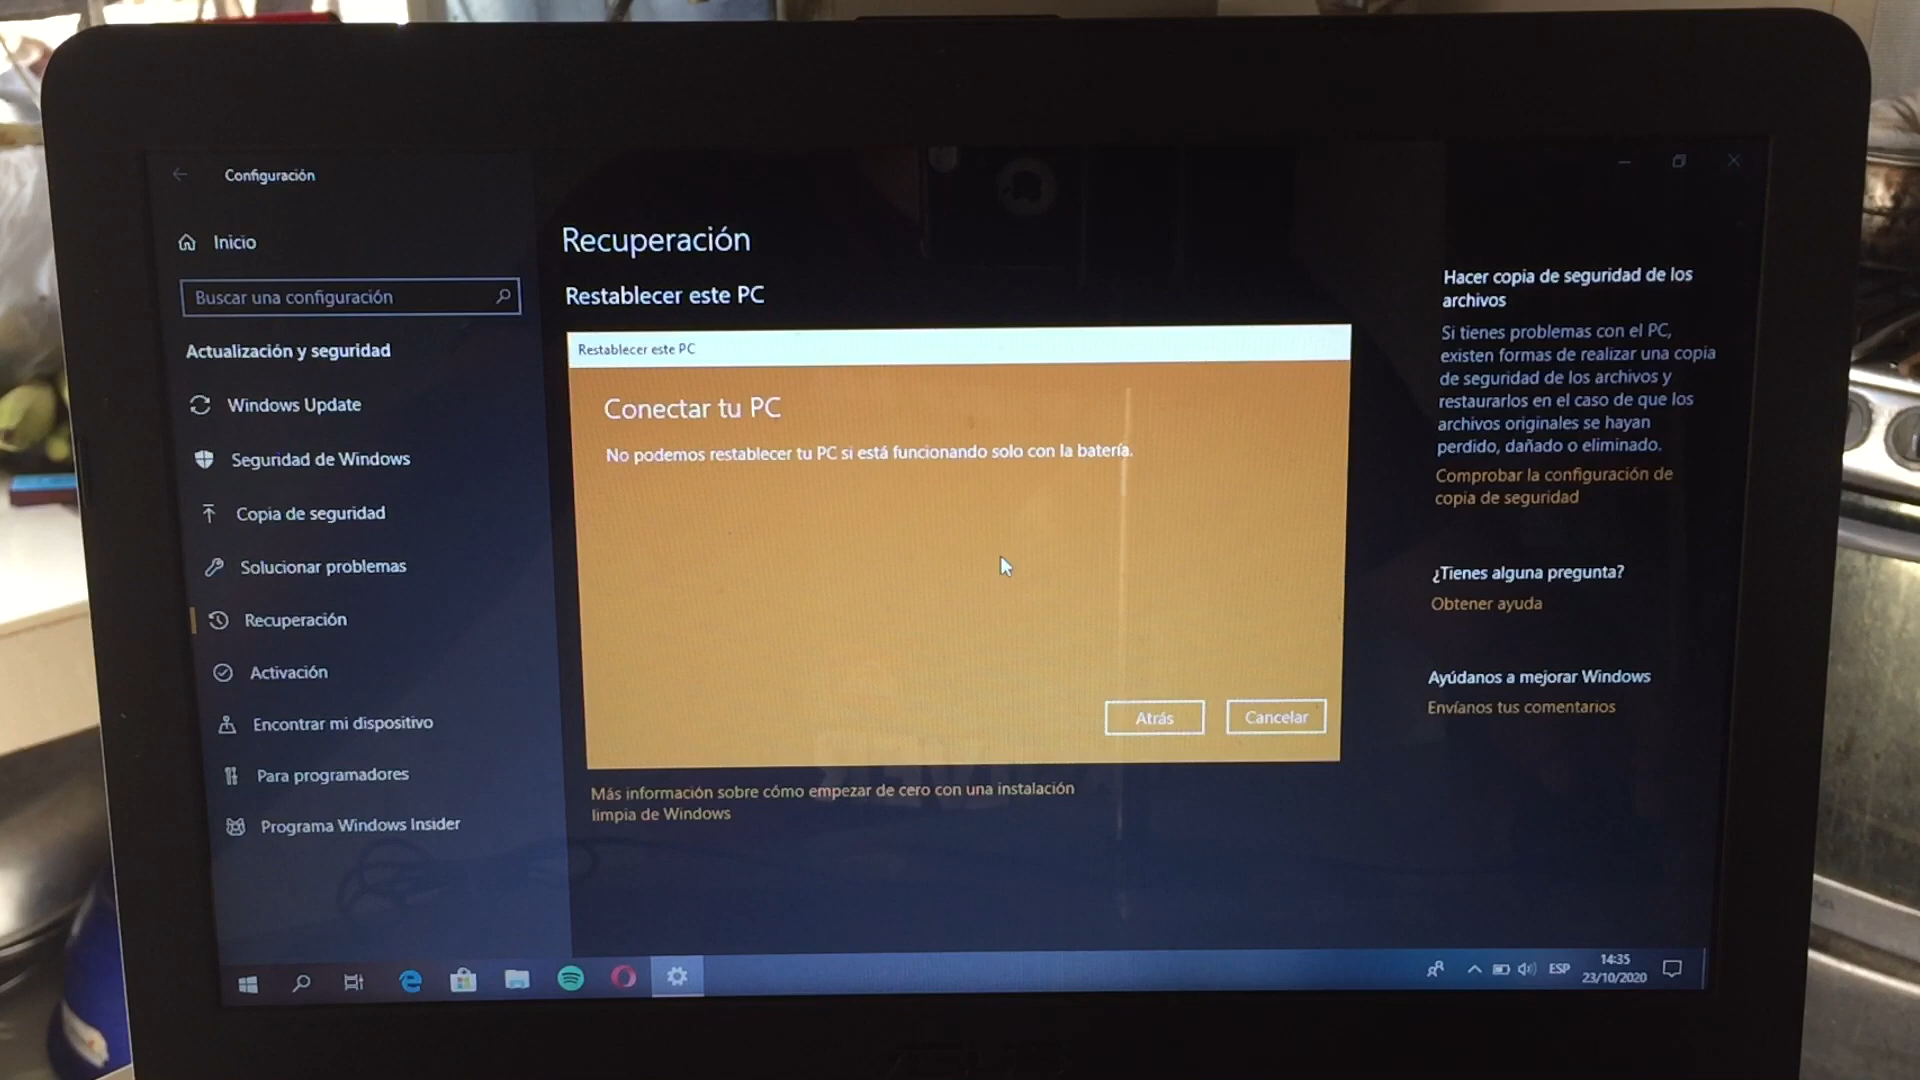 Configuración
Inicio
Buscar una configuración
Actualización y seguridad
Windows Update
Seguridad de Windows
Copia de seguridad
Solucionar problemas
Recuperación
Activación
Encontrar mi dispositivo
Para programadores
Programa Windows Insider
Recuperación
Restablecer este PC
Restablecer este PC
Conectar tu PC
No podemos restablecer tu PC si está funcionando solo con la batería.
Atrás
Cancelar
Más información sobre cómo empezar de cero con una instalación
limpia de Windows
Hacer copia de seguridad de los
archivos
Si tienes problemas con el PC,
existen formas de realizar una copia
de seguridad de los archivos y
restaurarlos en el caso de que los
archivos originales se hayan
perdido, dañado o eliminado.
Comprobar la configuración de
copia de seguridad
¿Tienes alguna pregunta?
Obtener ayuda
Ayúdanos a mejorar Windows
Envíanos tus comentarios
ESP
14:35
23/10/2020